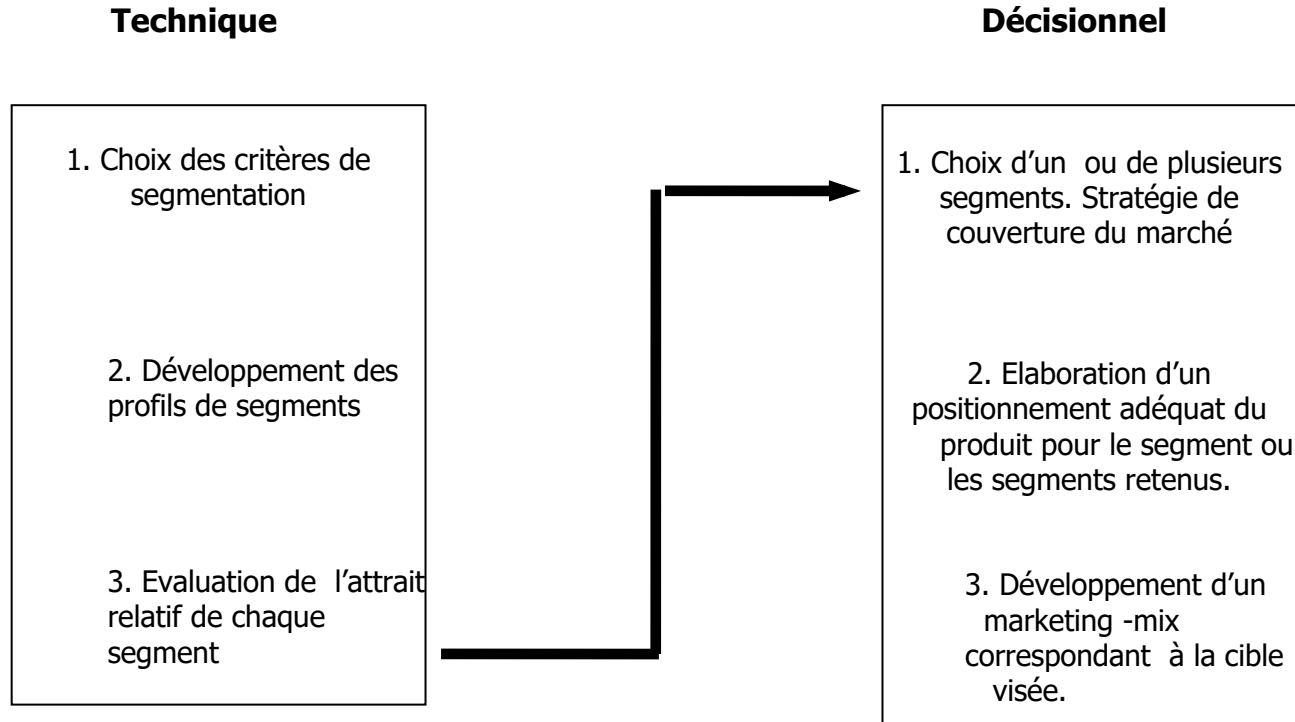 Technique
Décisionnel
1. Choix des critères de
segmentation
2. Développement des
profils de segments
3. Evaluation de l'attrait
relatif de chaque
segment
1. Choix d'un ou de plusieurs
segments. Stratégie de
couverture du marché
2. Elaboration d'un
positionnement adéquat du
produit pour le segment ou
les segments retenus.
3. Développement d'un
marketing -mix
correspondant à la cible
visée.